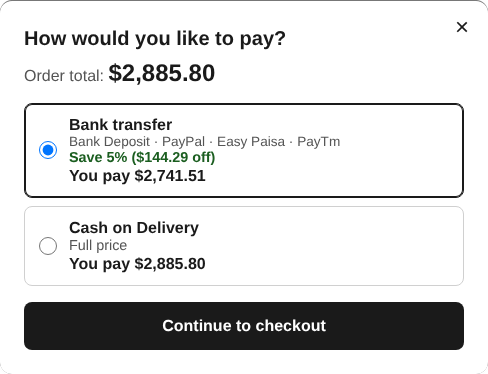 How would you like to pay?
Order total: $2,885.80
Bank transfer
Bank Deposit · PayPal · Easy Paisa · PayTm
Save 5% ($144.29 off)
You pay $2,741.51
Cash on Delivery
Full price
You pay $2,885.80
Continue to checkout